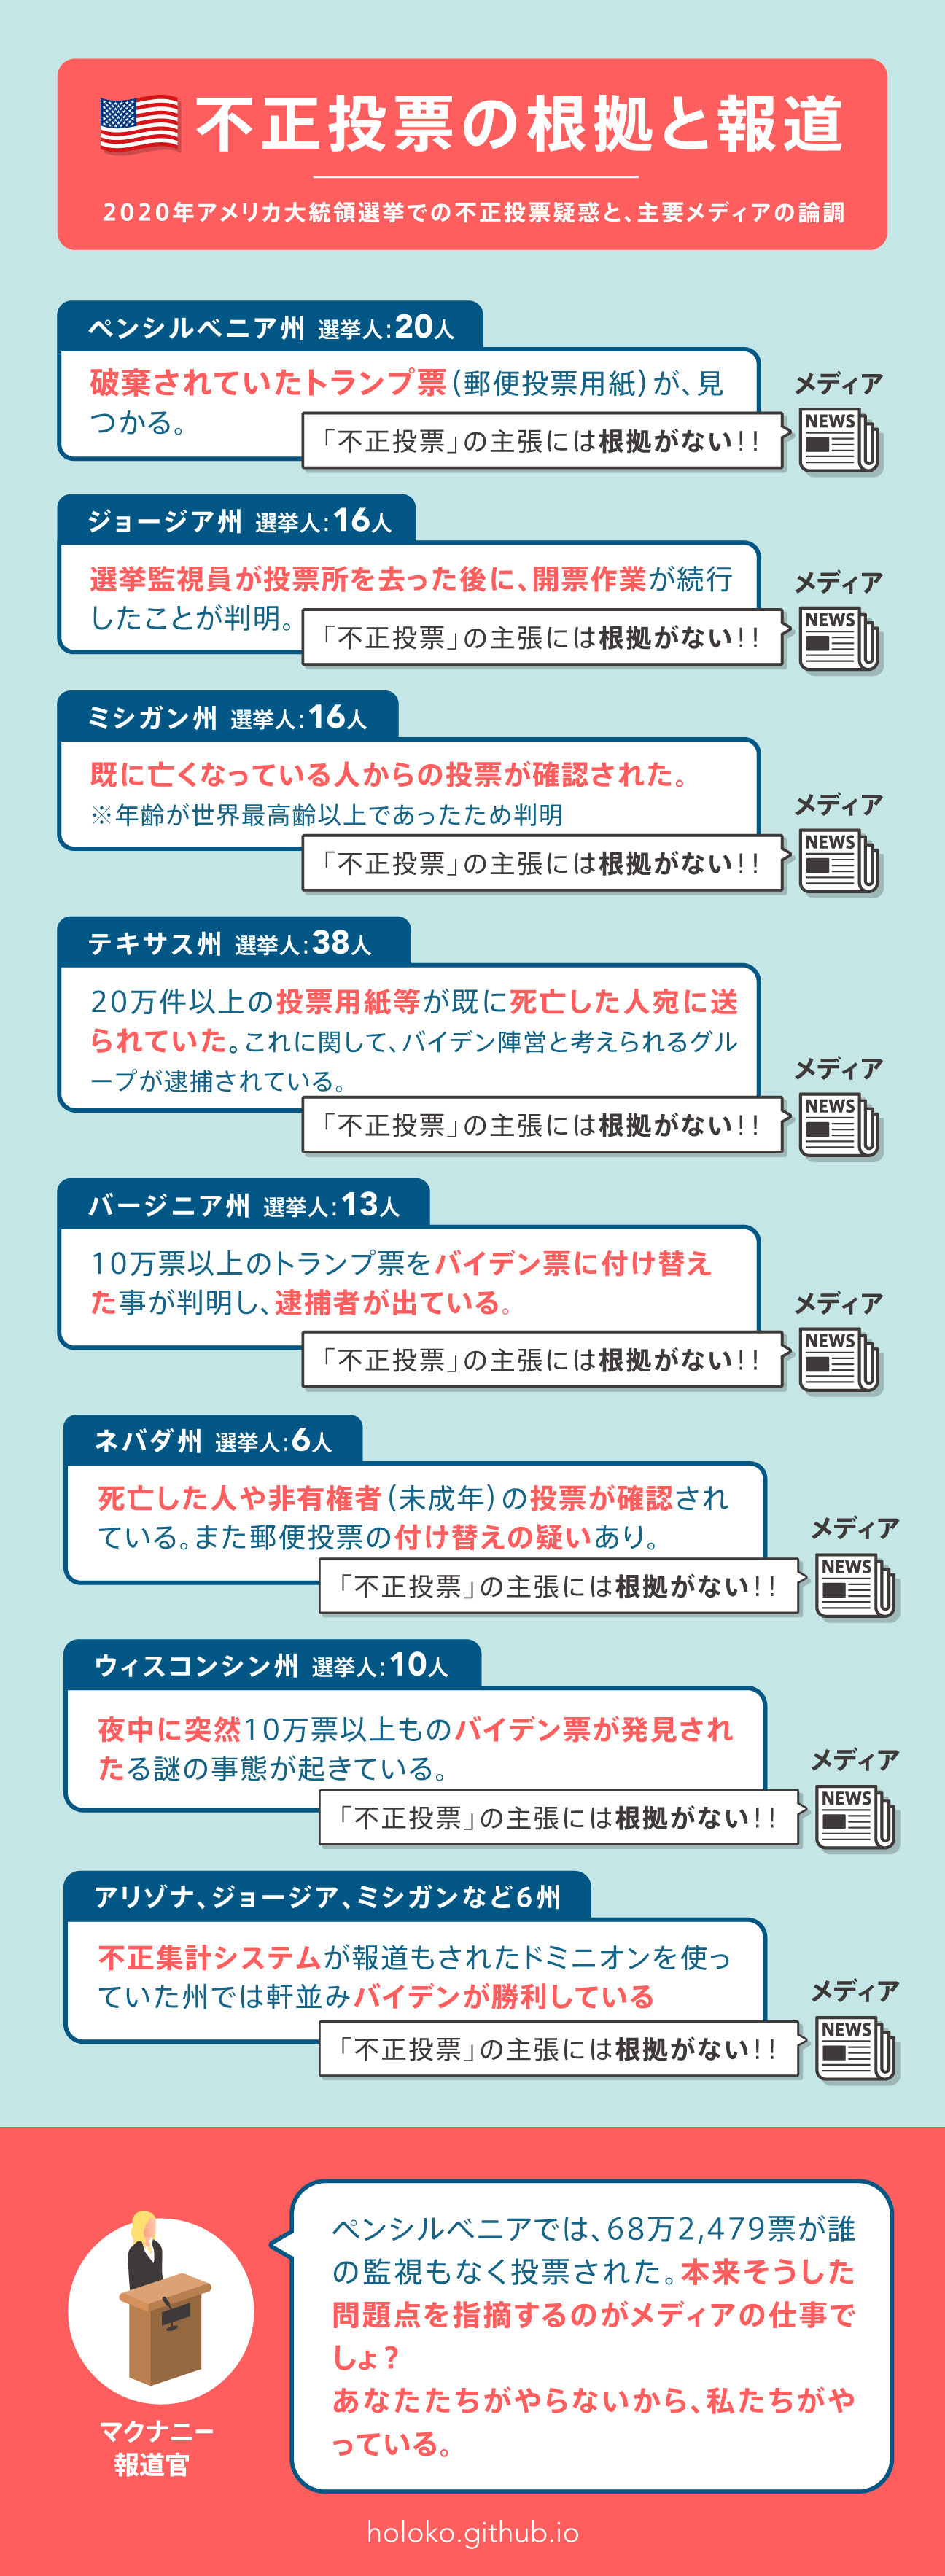 不正投票の根拠と報道
2020年アメリカ大統領選挙での不正投票疑惑と、主要メディアの論調
ペンシルベニア州 選挙人:20人
破棄されていたトランプ票(郵便投票用紙)が、見
つかる。
メディア
NEWS
「不正投票」の主張には根拠がない!!
ジョージア州 選挙人:16人
選挙監視員が投票所を去った後に、開票作業が続行
したことが判明。
メディア
NEWS
「不正投票」の主張には根拠がない!!
ミシガン州 選挙人:16人
既に亡くなっている人からの投票が確認された。
※年齢が世界最高齢以上であったため判明
メディア
NEWS
「不正投票」の主張には根拠がない!!
テキサス州 選挙人:38人
20万件以上の投票用紙等が既に死亡した人宛に送
られていた。これに関して、バイデン陣営と考えられるグル
ープが逮捕されている。
メディア
NEWS
「不正投票」の主張には根拠がない!!
バージニア州 選挙人:13人
10万票以上のトランプ票をバイデン票に付け替え
た事が判明し、逮捕者が出ている。
メディア
NEWS
「不正投票」の主張には根拠がない!!
ネバダ州 選挙人:6人
死亡した人や非有権者(未成年)の投票が確認され
ている。また郵便投票の付け替えの疑いあり。
メディア
NEWS
「不正投票」の主張には根拠がない!!
ウィスコンシン州 選挙人:10人
夜中に突然10万票以上ものバイデン票が発見され
たる謎の事態が起きている。
メディア
NEWS
「不正投票」の主張には根拠がない!!
アリゾナ、ジョージア、ミシガンなど6州
不正集計システムが報道もされたドミニオンを使っ
ていた州では軒並みバイデンが勝利している
メディア
NEWS
「不正投票」の主張には根拠がない!!
ペンシルベニアでは、68万2,479票が誰
の監視もなく投票された。本来そうした
問題点を指摘するのがメディアの仕事で
しょ?
あなたたちがやらないから、私たちがや
っている。
マクナニー
報道官
holoko.github.io